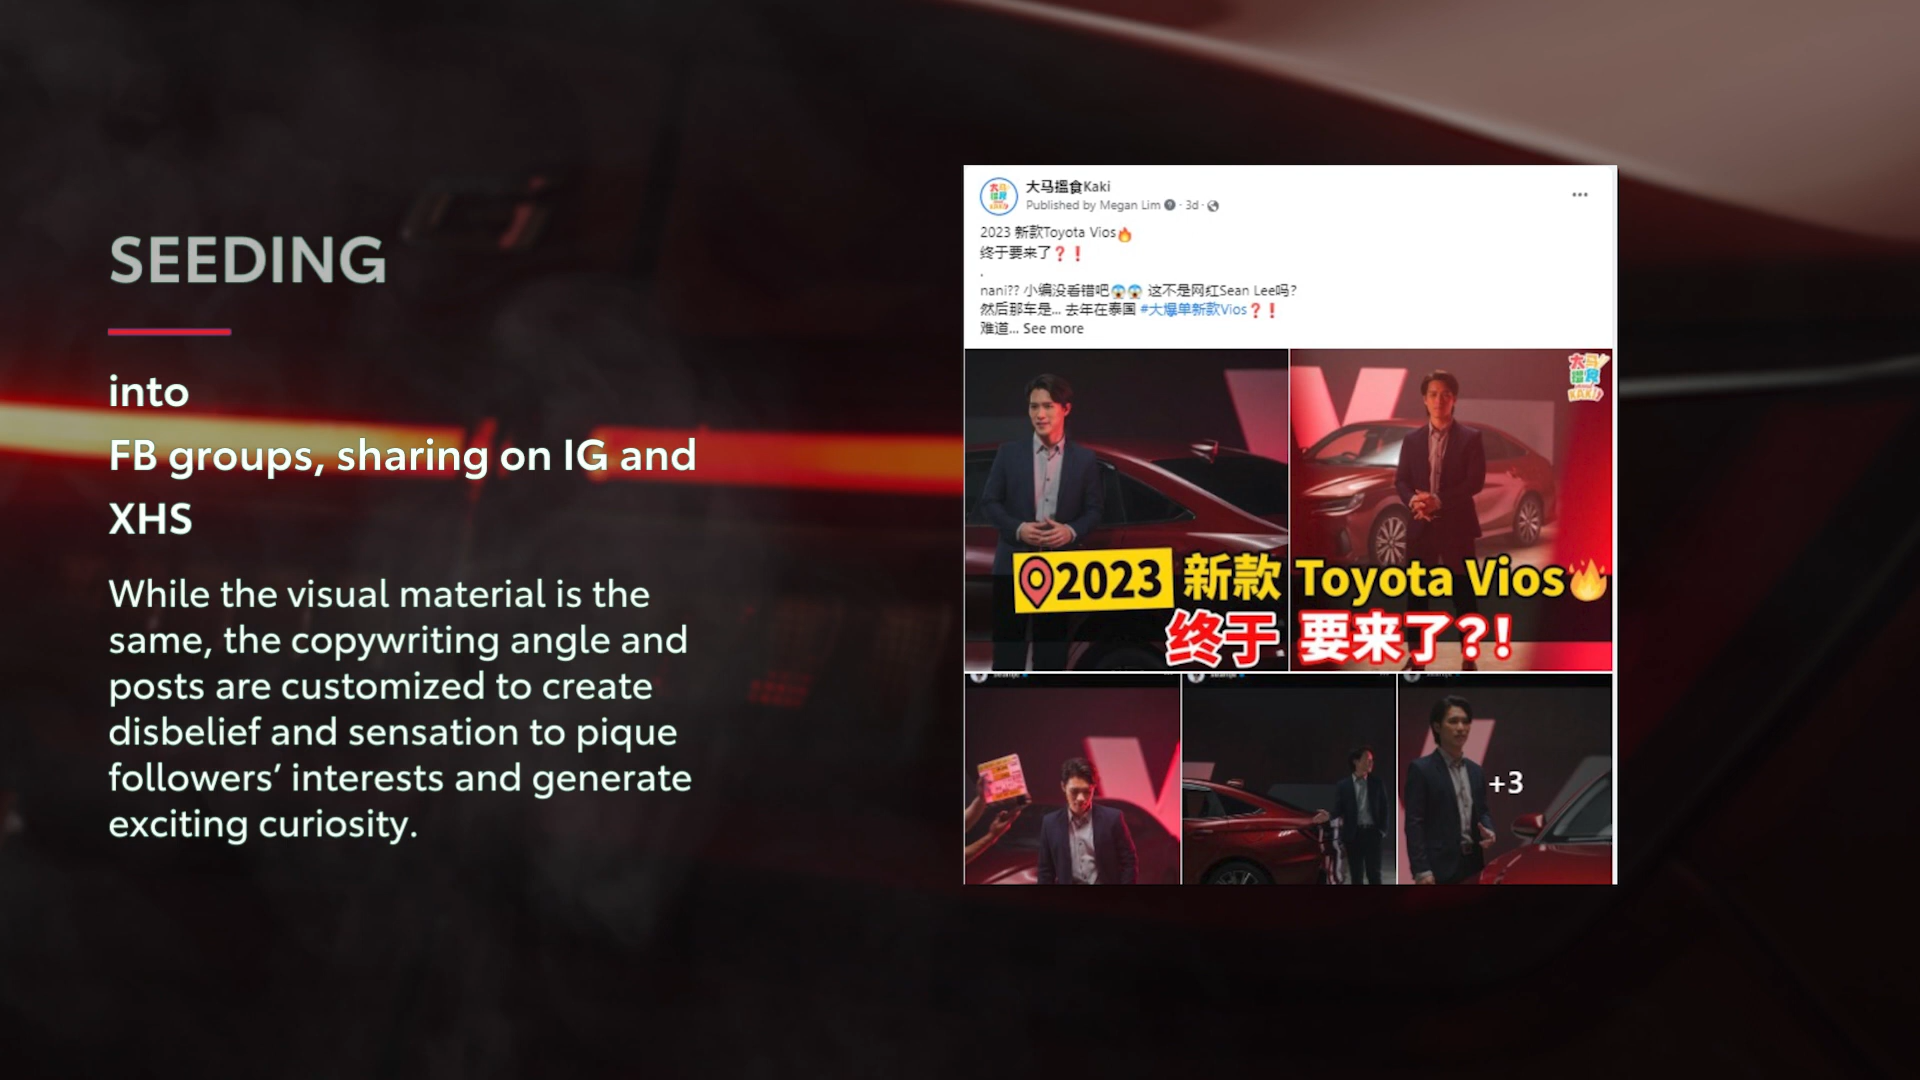 SEEDING
into
FB groups, sharing on IG and
XHS
While the visual material is the
same, the copywriting angle and
posts are customized to create
disbelief and sensation to pique
followers’ interests and generate
exciting curiosity.
大马搵食Kaki
Published by Megan Lim · 3d ·
2023 新款Toyota Vios🔥
终于要来了❓❗
.
nani?? 小编没看错吧😱😱 这不是网红Sean Lee吗?
然后那车是... 去年在泰国 #大爆单新款Vios❓❗
难道... See more
大马
搵食
KAKI
2023 新款 Toyota Vios🔥
终于 要来了?!
+3